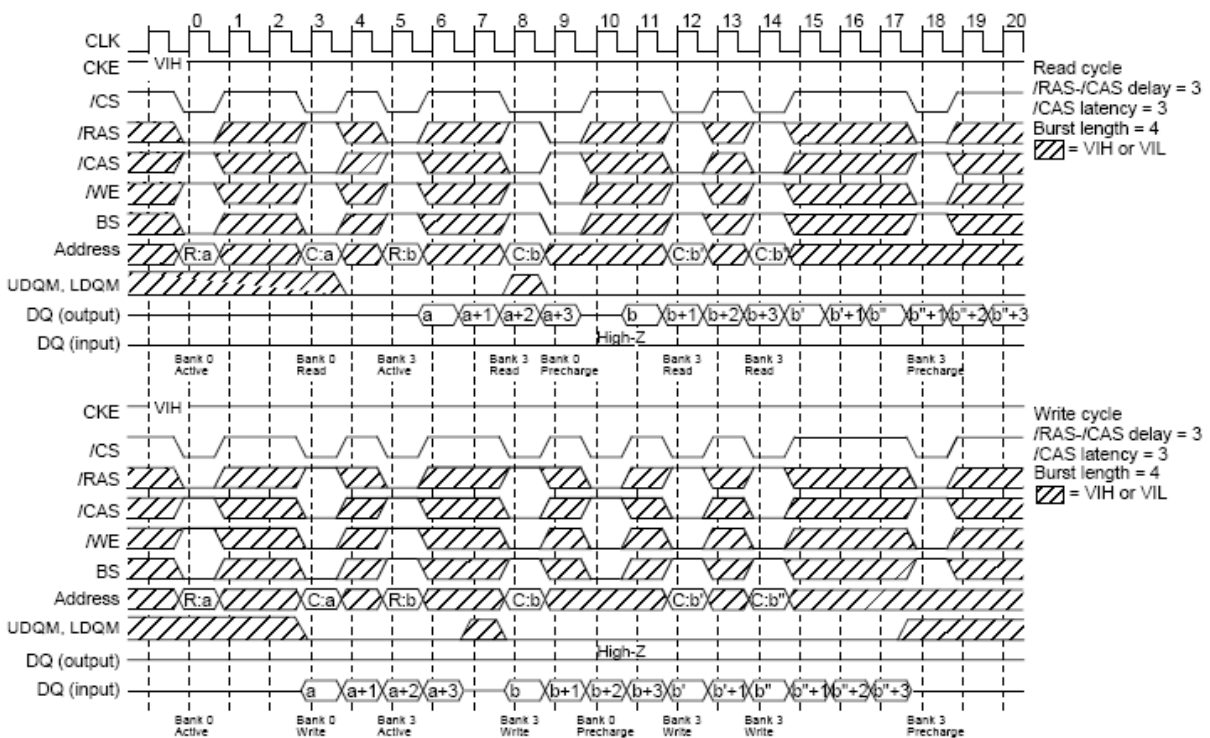 0 1 2 3 4 5 6 7 8 9 10 11 12 13 14 15 16 17 18 19 20
CLK
CKE VIH
/CS
/RAS
/CAS
/WE
BS
Address R:a C:a R:b C:b C:b' C:b'
UDQM, LDQM
DQ (output) a a+1 a+2 a+3 b b+1 b+2 b+3 b' b'+1 b" b"+1 b"+2 b"+3
DQ (input) High-Z
Bank 0 Active Bank 0 Read Bank 3 Active Bank 3 Read Bank 0 Precharge Bank 3 Read Bank 3 Read Bank 3 Precharge
Read cycle
/RAS-/CAS delay = 3
/CAS latency = 3
Burst length = 4
= VIH or VIL
CKE VIH
/CS
/RAS
/CAS
/WE
BS
Address R:a C:a R:b C:b C:b' C:b"
UDQM, LDQM
DQ (output) High-Z
DQ (input) a a+1 a+2 a+3 b b+1 b+2 b+3 b' b'+1 b" b"+1 b"+2 b"+3
Bank 0 Active Bank 0 Write Bank 3 Active Bank 3 Write Bank 0 Precharge Bank 3 Write Bank 3 Write Bank 3 Precharge
Write cycle
/RAS-/CAS delay = 3
/CAS latency = 3
Burst length = 4
= VIH or VIL